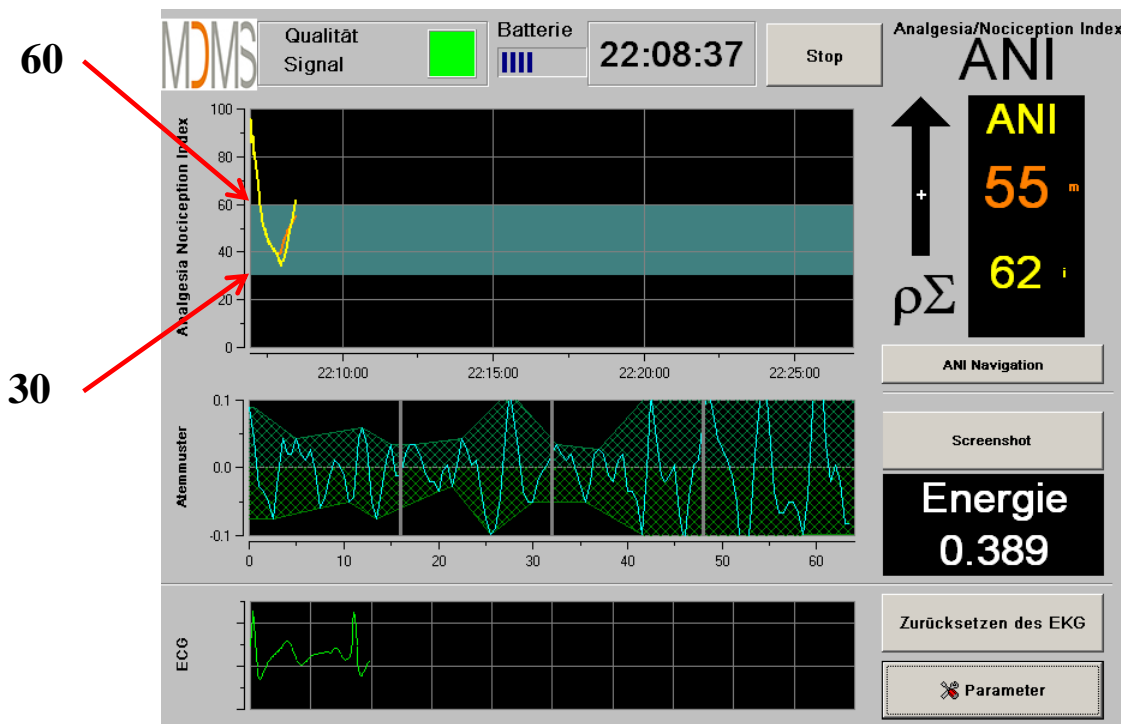 60
30
MDMS
Qualität
Signal
Batterie
22:08:37
Stop
Analgesia/Nociception Index
ANI
Analgesia Nociception Index
100
80
60
40
20
0
22:10:00
22:15:00
22:20:00
22:25:00
+
ρΣ
ANI
55 m
62 i
ANI Navigation
Atemmuster
0.1
0.0
-0.1
0
10
20
30
40
50
60
Screenshot
Energie
0.389
ECG
Zurücksetzen des EKG
Parameter